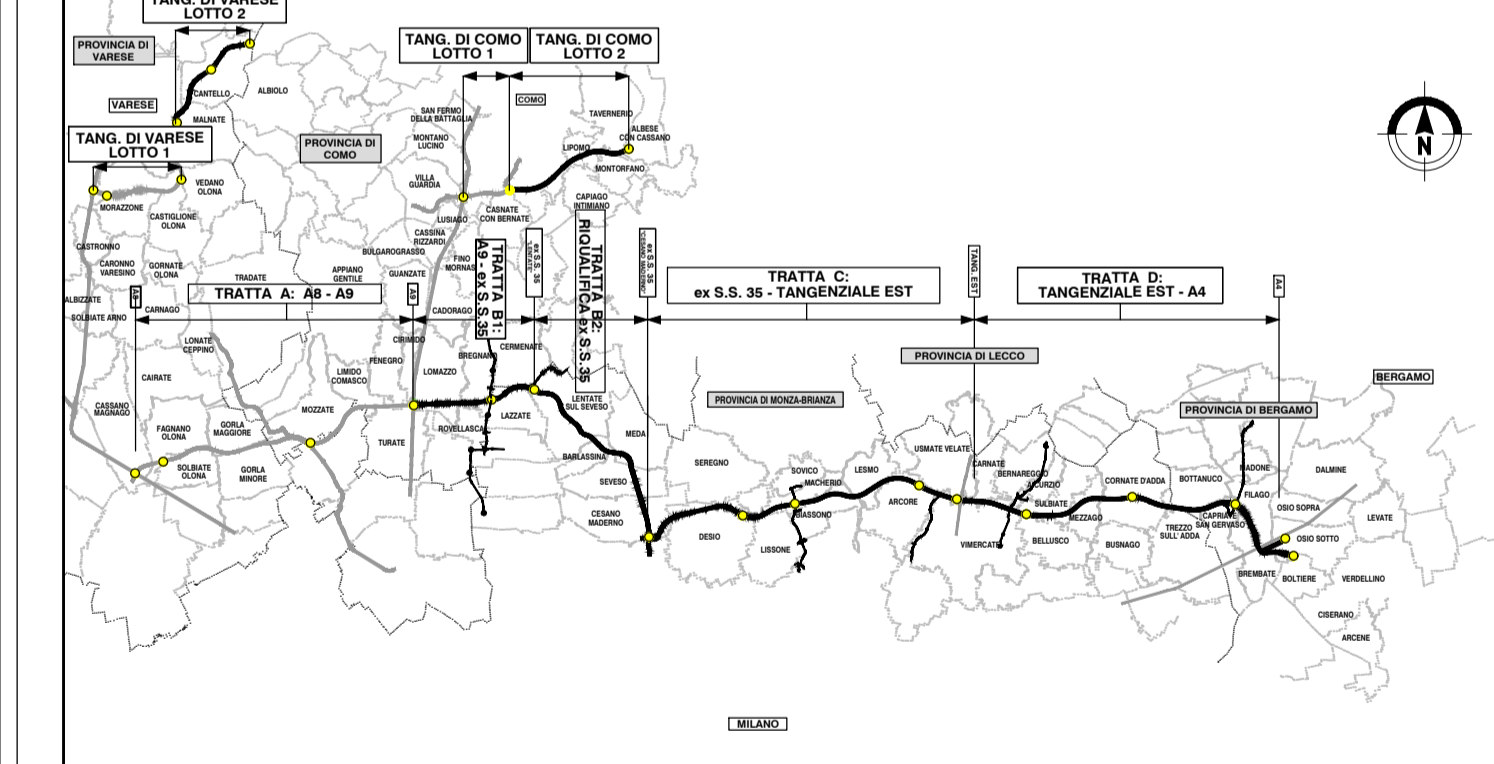 TANG. DI VARESE
LOTTO 2
PROVINCIA DI
VARESE
VARESE
CANTELLO
ALBIOLO
MALNATE
TANG. DI VARESE
LOTTO 1
VEDANO
OLONA
MORAZZONE
CASTIGLIONE
OLONA
PROVINCIA DI
COMO
TANG. DI COMO
LOTTO 1
TANG. DI COMO
LOTTO 2
COMO
SAN FERMO
DELLA BATTAGLIA
MONTANO
LUCINO
VILLA
GUARDIA
TAVERNERIO
ALBESE
CON CASSANO
LIPOMO
MONTORFANO
CAPIAGO
INTIMIANO
LUSIAGO
CASNATE
CON BERNATE
CASSINA
RIZZARDI
BULGAROGRASSO
FINO
MORNAS
GUANZATE
APPIANO
GENTILE
TRADATE
CASTRONNO
CARONNO
VARESINO
GORNATE
OLONA
ALBIZZATE
SOLBIATE ARNO
CARNAGO
A8
TRATTA A: A8 - A9
A9
TRATTA B1:
A9 - ex S.S.35
ex S.S. 35
"LENTATE"
TRATTA B2:
RIQUALIFICA ex S.S.35
ex S.S. 35
"CESANO MADERNO"
TRATTA C:
ex S.S. 35 - TANGENZIALE EST
TANG. EST
TRATTA D:
TANGENZIALE EST - A4
A4
N
CADORAGO
CIRIMIDO
CERMENATE
BREGNANO
LONATE
CEPPINO
FENEGRO
LOMAZZO
LIMIDO
COMASCO
CAIRATE
CASSANO
MAGNAGO
MOZZATE
LAZZATE
LENTATE
SUL SEVESO
FAGNANO
OLONA
GORLA
MAGGIORE
TURATE
ROVELLASCA
MEDA
BARLASSINA
SOLBIATE
OLONA
GORLA
MINORE
SEVESO
CESANO
MADERNO
PROVINCIA DI LECCO
PROVINCIA DI MONZA-BRIANZA
BERGAMO
PROVINCIA DI BERGAMO
SEREGNO
SOVICO
MACHERIO
LESMO
USMATE VELATE
CARNATE
BERNAREGGIO
AICURZIO
CORNATE D'ADDA
BOTTANUCO
MADONE
DALMINE
DESIO
BIASSONO
LISSONE
ARCORE
VIMERCATE
SULBIATE
MEZZAGO
BELLUSCO
BUSNAGO
TREZZO
SULL' ADDA
CAPRIATE
SAN GERVASO
FILAGO
OSIO SOPRA
LEVATE
OSIO SOTTO
BREMBATE
BOLTIERE
VERDELLINO
CISERANO
ARCENE
MILANO